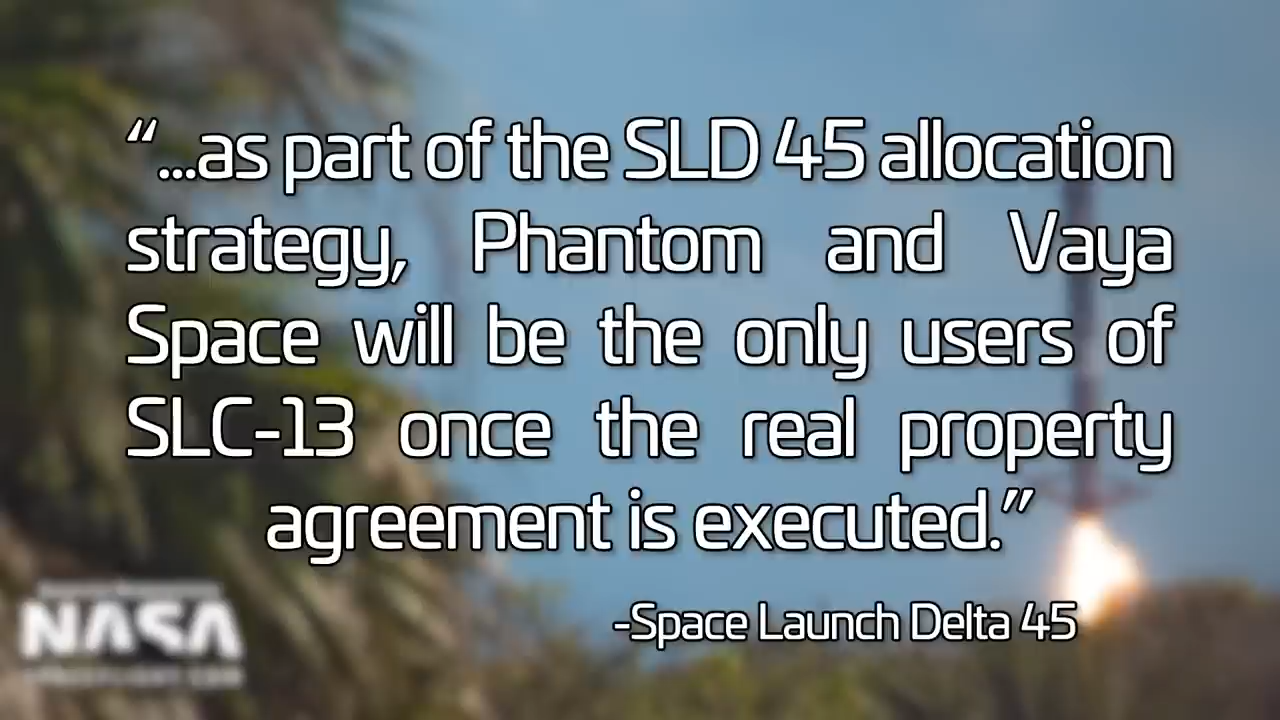 “...as part of the SLD 45 allocation
strategy, Phantom and Vaya
Space will be the only users of
SLC-13 once the real property
agreement is executed.”
-Space Launch Delta 45
NASA